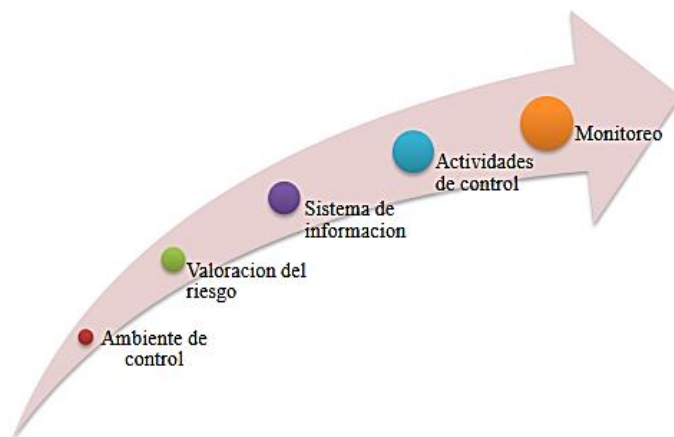 Monitoreo
Actividades
de control
Sistema de
informacion
Valoracion del
riesgo
Ambiente de
control